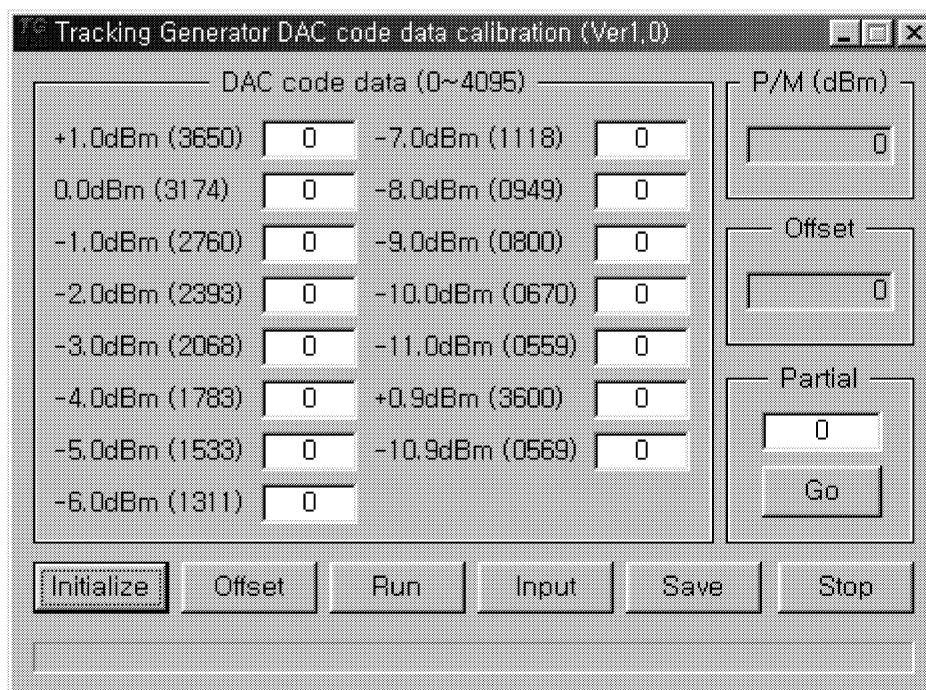 TG Tracking Generator DAC code data calibration (Ver1,0)
DAC code data (0~4095)
+1.0dBm (3650) 0 -7.0dBm (1118) 0
0.0dBm (3174) 0 -8.0dBm (0949) 0
-1.0dBm (2760) 0 -9.0dBm (0800) 0
-2.0dBm (2393) 0 -10.0dBm (0670) 0
-3.0dBm (2068) 0 -11.0dBm (0559) 0
-4.0dBm (1783) 0 +0.9dBm (3600) 0
-5.0dBm (1533) 0 -10.9dBm (0569) 0
-6.0dBm (1311) 0
P/M (dBm)
0
Offset
0
Partial
0
Go
Initialize Offset Run Input Save Stop